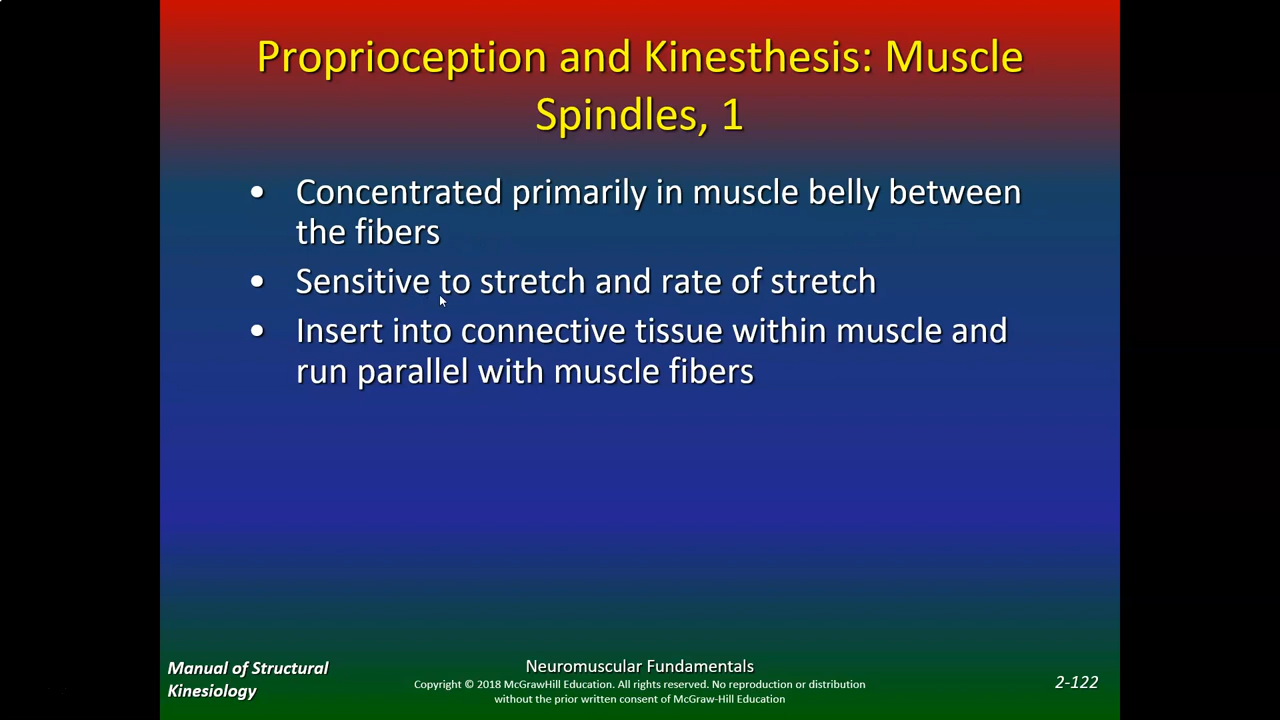 Proprioception and Kinesthesis: Muscle
Spindles, 1
• Concentrated primarily in muscle belly between
the fibers
• Sensitive to stretch and rate of stretch
• Insert into connective tissue within muscle and
run parallel with muscle fibers
Manual of Structural
Kinesiology
Neuromuscular Fundamentals
Copyright © 2018 McGrawHill Education. All rights reserved. No reproduction or distribution
without the prior written consent of McGraw-Hill Education
2-122